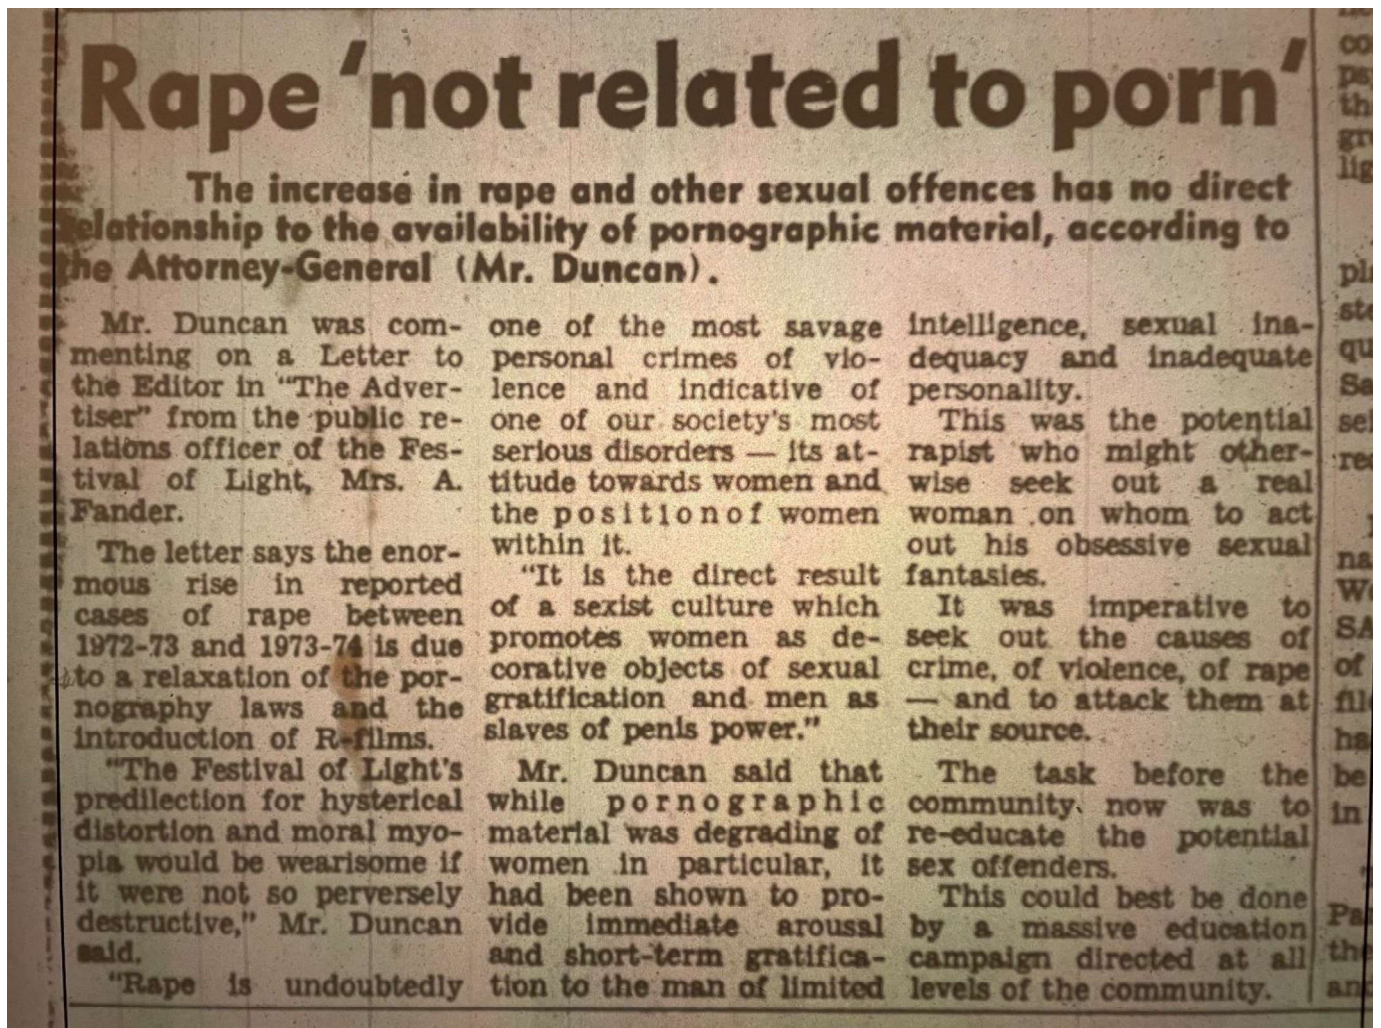 Rape 'not related to porn'
The increase in rape and other sexual offences has no direct
relationship to the availability of pornographic material, according to
the Attorney-General (Mr. Duncan).
Mr. Duncan was com-
menting on a Letter to
the Editor in "The Adver-
tiser" from the public re-
lations officer of the Fes-
tival of Light, Mrs. A.
Fander.
The letter says the enor-
mous rise in reported
cases of rape between
1972-73 and 1973-74 is due
to a relaxation of the por-
nography laws and the
introduction of R-films.
"The Festival of Light's
predilection for hysterical
distortion and moral myo-
pia would be wearisome if
it were not so perversely
destructive," Mr. Duncan
said.
"Rape is undoubtedly
one of the most savage
personal crimes of vio-
lence and indicative of
one of our society's most
serious disorders — its at-
titude towards women and
the positionof women
within it.
"It is the direct result
of a sexist culture which
promotes women as de-
corative objects of sexual
gratification and men as
slaves of penis power."
Mr. Duncan said that
while pornographic
material was degrading of
women in particular, it
had been shown to pro-
vide immediate arousal
and short-term gratifica-
tion to the man of limited
intelligence, sexual ina-
dequacy and inadequate
personality.
This was the potential
rapist who might other-
wise seek out a real
woman on whom to act
out his obsessive sexual
fantasies.
It was imperative to
seek out the causes of
crime, of violence, of rape
— and to attack them at
their source.
The task before the
community now was to
re-educate the potential
sex offenders.
This could best be done
by a massive education
campaign directed at all
levels of the community.